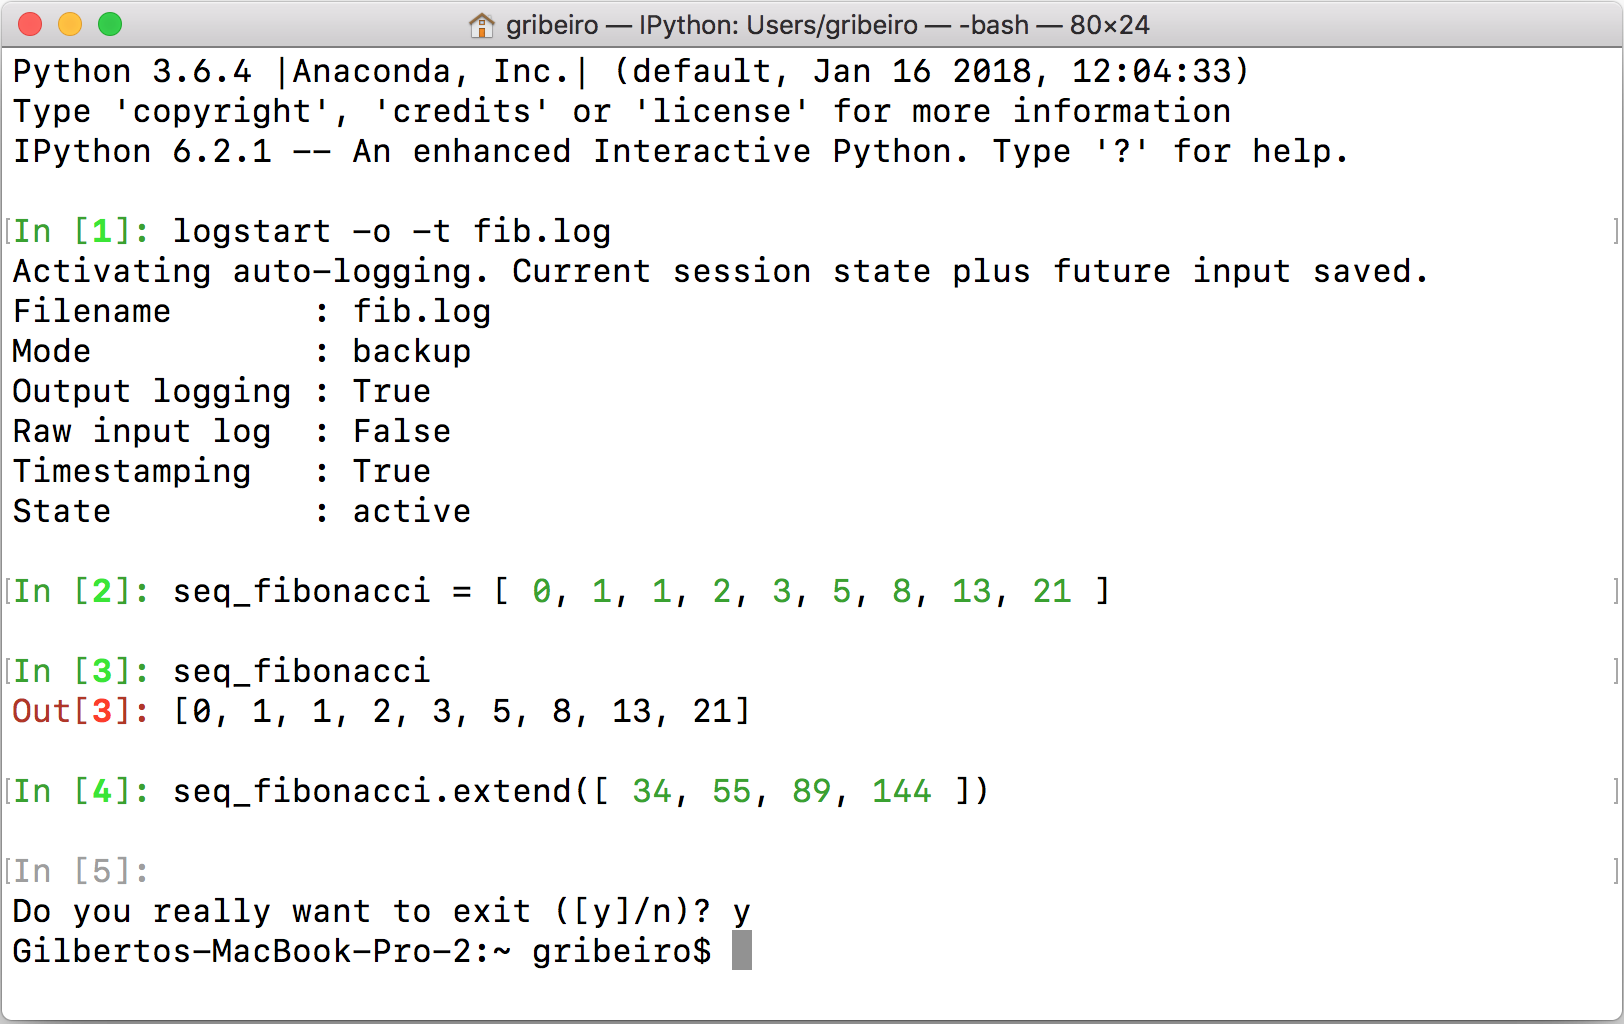 gribeiro — IPython: Users/gribeiro — -bash — 80×24
Python 3.6.4 |Anaconda, Inc.| (default, Jan 16 2018, 12:04:33)
Type 'copyright', 'credits' or 'license' for more information
IPython 6.2.1 -- An enhanced Interactive Python. Type '?' for help.
[In [1]: logstart -o -t fib.log ]
Activating auto-logging. Current session state plus future input saved.
Filename       : fib.log
Mode           : backup
Output logging : True
Raw input log  : False
Timestamping   : True
State          : active
[In [2]: seq_fibonacci = [ 0, 1, 1, 2, 3, 5, 8, 13, 21 ] ]
[In [3]: seq_fibonacci ]
Out[3]: [0, 1, 1, 2, 3, 5, 8, 13, 21]
[In [4]: seq_fibonacci.extend([ 34, 55, 89, 144 ]) ]
[In [5]: ]
Do you really want to exit ([y]/n)? y
Gilbertos-MacBook-Pro-2:~ gribeiro$